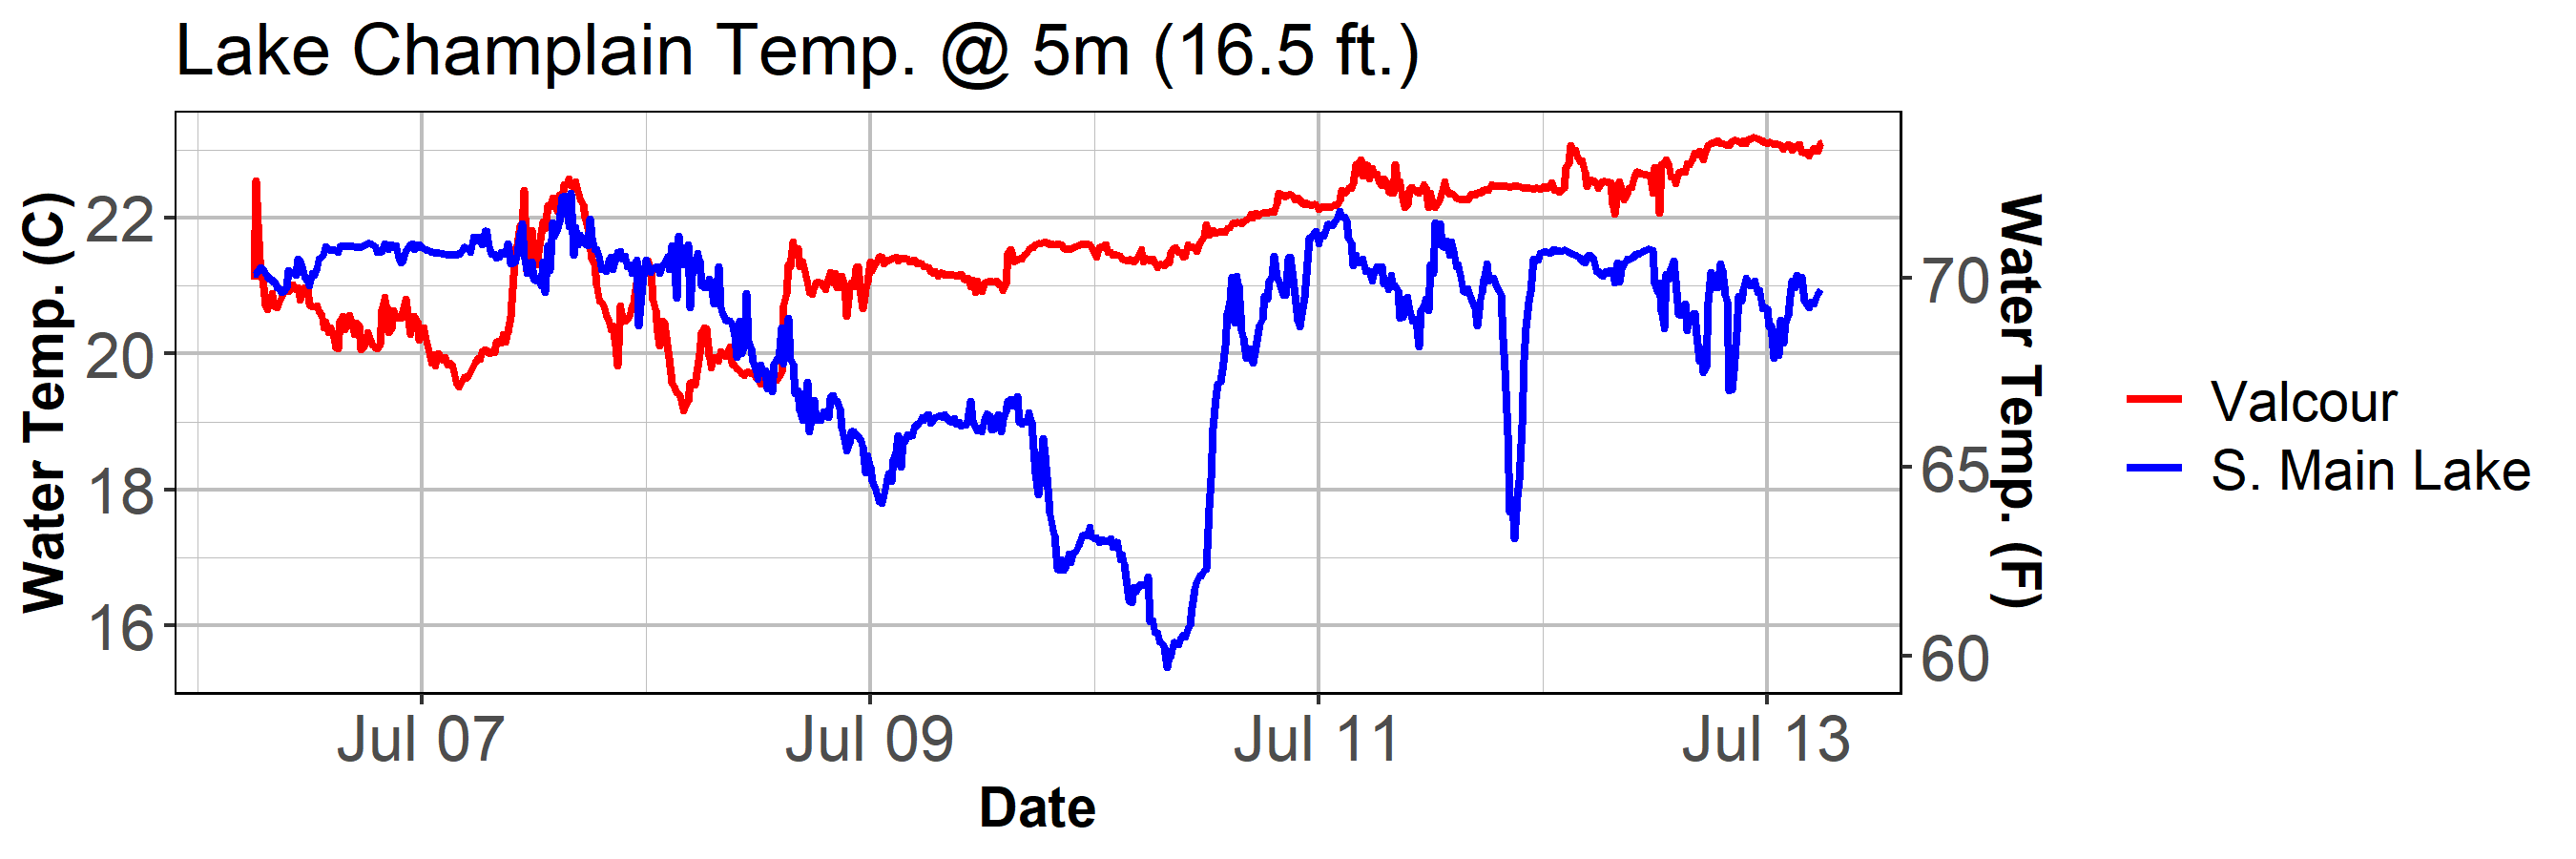 Lake Champlain Temp. @ 5m (16.5 ft.)
Water Temp. (C)
22
20
18
16
70
65
60
Water Temp. (F)
Jul 07 Jul 09 Jul 11 Jul 13
Date
Valcour
S. Main Lake